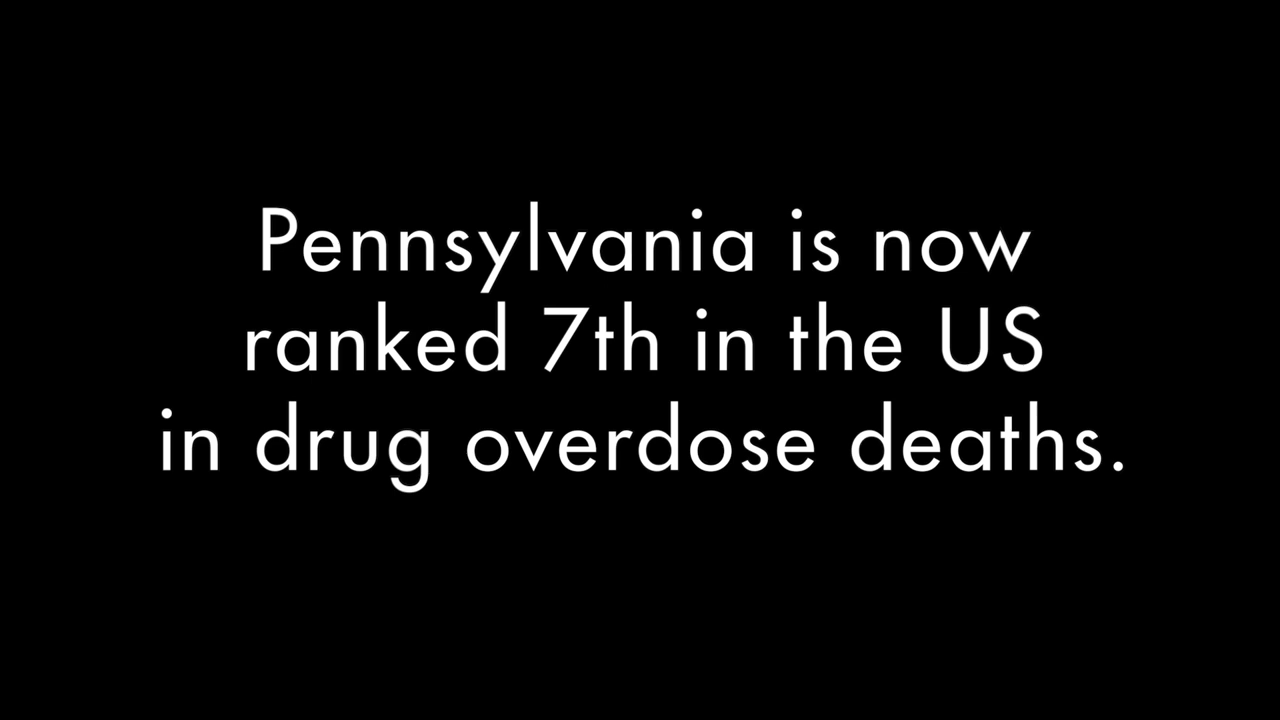 Pennsylvania is now
ranked 7th in the US
in drug overdose deaths.